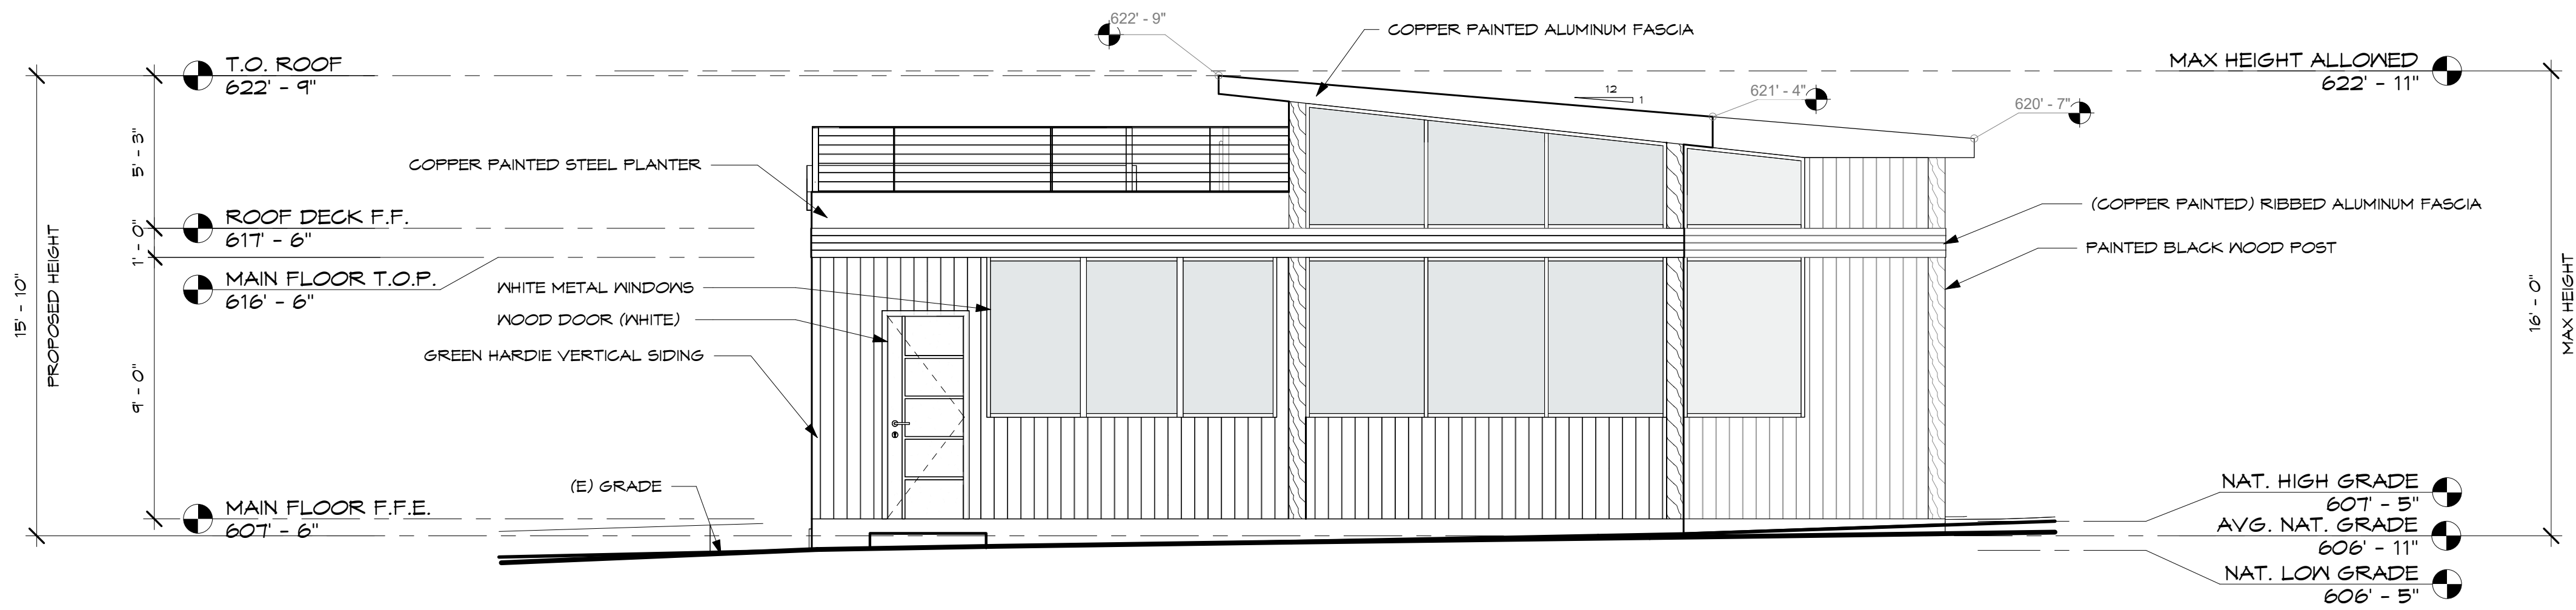 622' - 9"
COPPER PAINTED ALUMINUM FASCIA
T.O. ROOF
622' - 9"
MAX HEIGHT ALLOWED
622' - 11"
12
1
621' - 4"
620' - 7"
5' - 3"
COPPER PAINTED STEEL PLANTER
ROOF DECK F.F.
617' - 6"
(COPPER PAINTED) RIBBED ALUMINUM FASCIA
1' - 0"
PAINTED BLACK WOOD POST
MAIN FLOOR T.O.P.
616' - 6"
WHITE METAL WINDOWS
WOOD DOOR (WHITE)
GREEN HARDIE VERTICAL SIDING
15' - 10"
PROPOSED HEIGHT
9' - 0"
16' - 0"
MAX HEIGHT
(E) GRADE
MAIN FLOOR F.F.E.
607' - 6"
NAT. HIGH GRADE
607' - 5"
AVG. NAT. GRADE
606' - 11"
NAT. LOW GRADE
606' - 5"